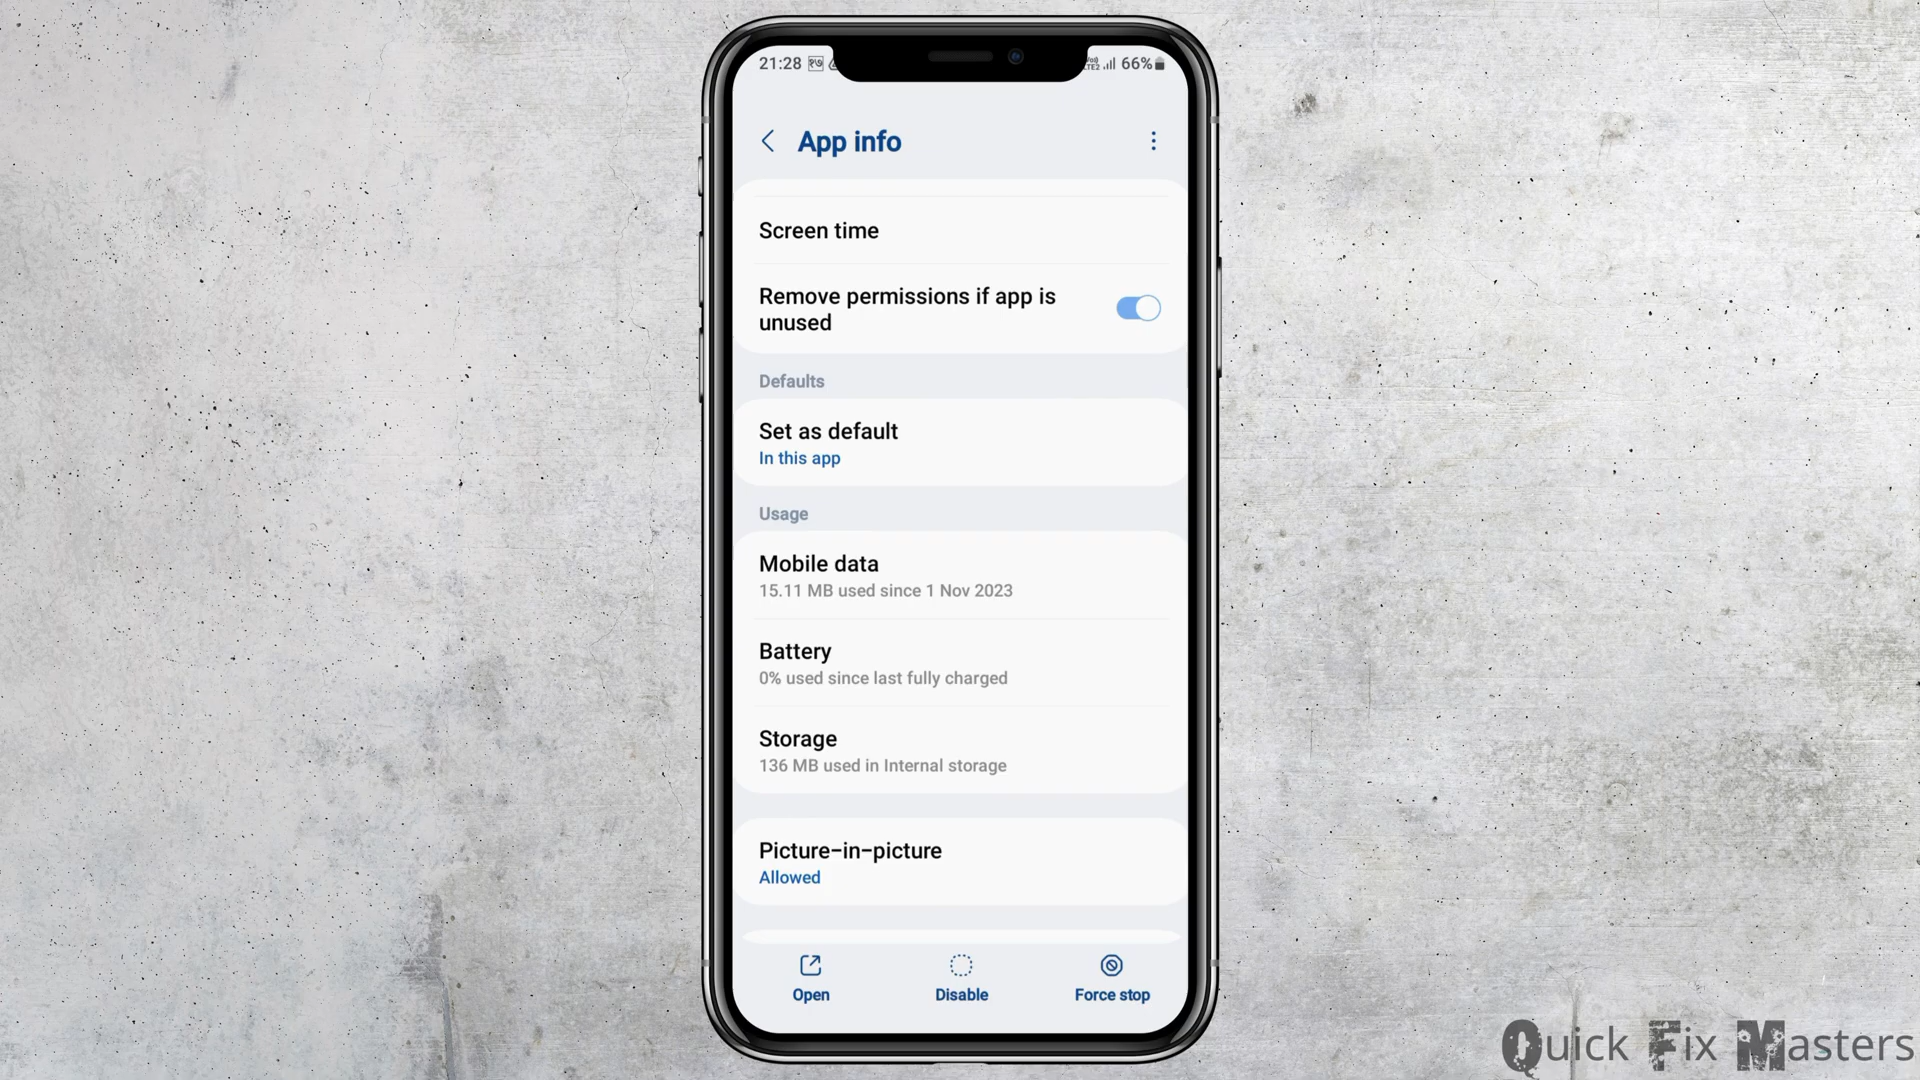 21:28 66%
App info
Screen time
Remove permissions if app is
unused
Defaults
Set as default
In this app
Usage
Mobile data
15.11 MB used since 1 Nov 2023
Battery
0% used since last fully charged
Storage
136 MB used in Internal storage
Picture-in-picture
Allowed
Open Disable Force stop
Quick Fix Masters